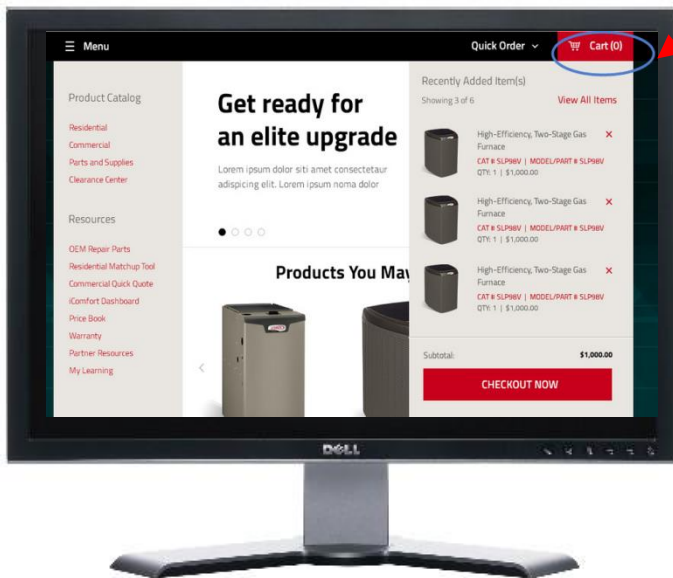 Menu
Quick Order
Cart (0)
Product Catalog
Residential
Commercial
Parts and Supplies
Clearance Center
Resources
OEM Repair Parts
Residential Matchup Tool
Commercial Quick Quote
iComfort Dashboard
Price Book
Warranty
Partner Resources
My Learning
Get ready for
an elite upgrade
Lorem ipsum dolor siti amet consectetaur
adispicing elit. Lorem ipsum noma dolor
Products You May
Recently Added Item(s)
Showing 3 of 6
View All Items
High-Efficiency, Two-Stage Gas
Furnace
CAT # SLP98V | MODEL/PART # SLP98V
QTY: 1 | $1,000.00
High-Efficiency, Two-Stage Gas
Furnace
CAT # SLP98V | MODEL/PART # SLP98V
QTY: 1 | $1,000.00
High-Efficiency, Two-Stage Gas
Furnace
CAT # SLP98V | MODEL/PART # SLP98V
QTY: 1 | $1,000.00
Subtotal:
$1,000.00
CHECKOUT NOW
DELL